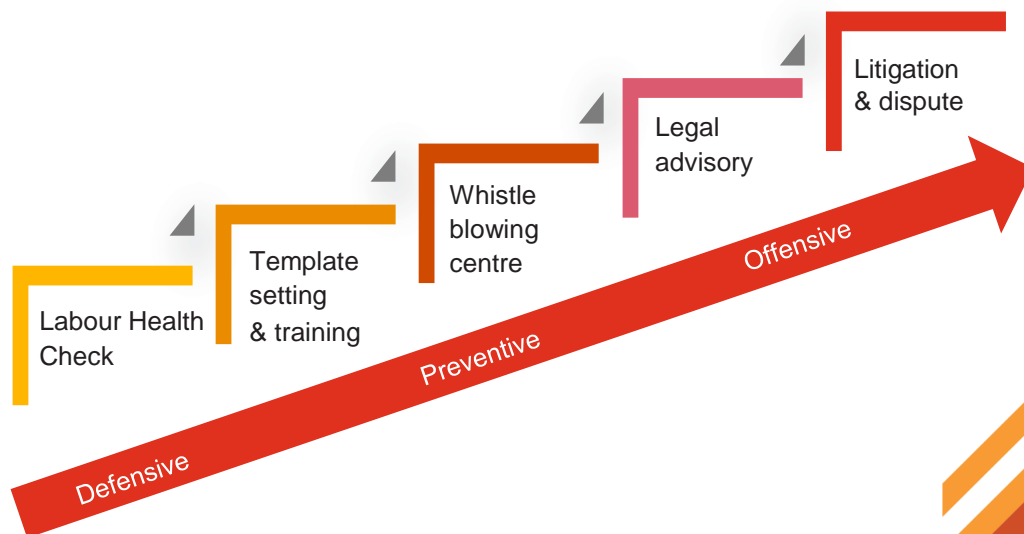 Labour Health
Check
Template
setting
& training
Whistle
blowing
centre
Legal
advisory
Litigation
& dispute
Defensive
Preventive
Offensive